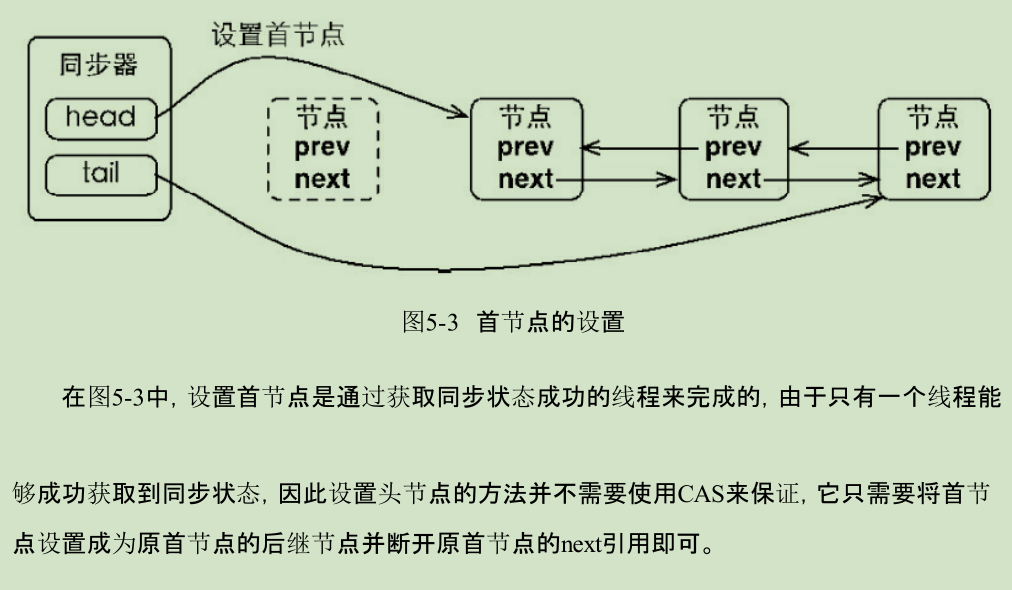 设置首节点
同步器
head
tail
节点
prev
next
节点
prev
next
节点
prev
next
节点
prev
next
图5-3 首节点的设置
在图5-3中，设置首节点是通过获取同步状态成功的线程来完成的，由于只有一个线程能
够成功获取到同步状态，因此设置头节点的方法并不需要使用CAS来保证，它只需要将首节
点设置成为原首节点的后继节点并断开原首节点的next引用即可。